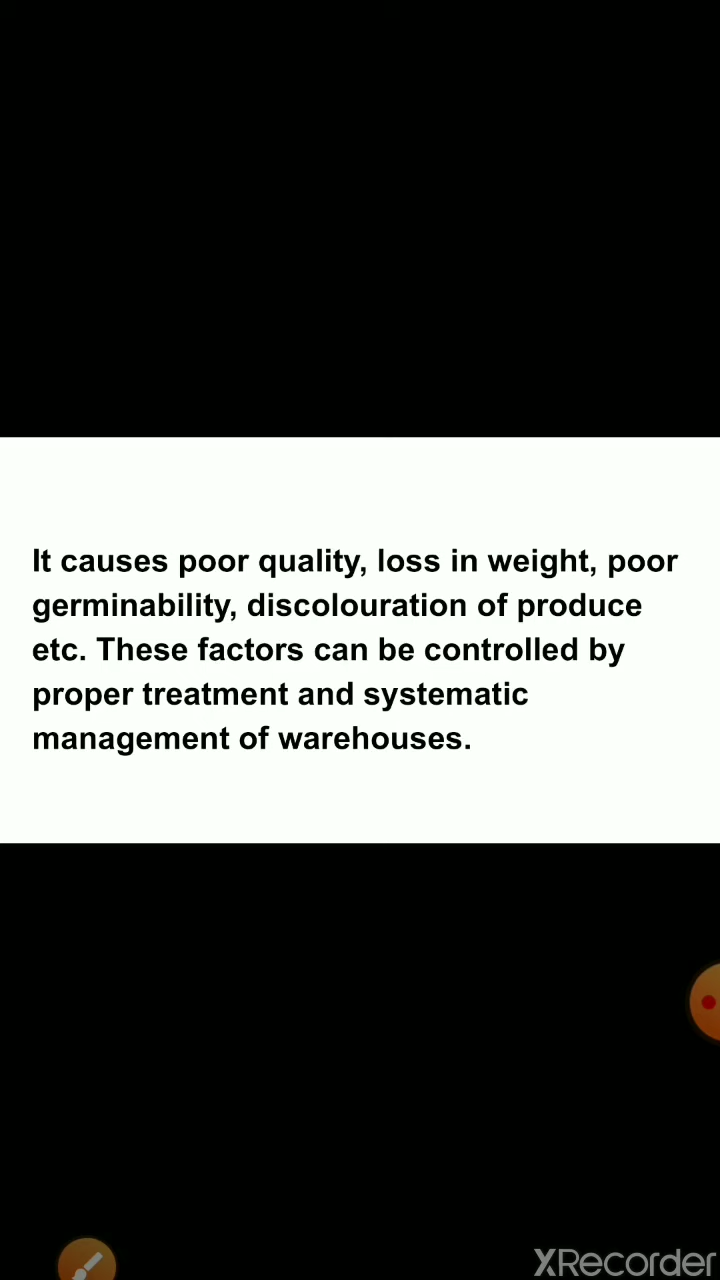 It causes poor quality, loss in weight, poor
germinability, discolouration of produce
etc. These factors can be controlled by
proper treatment and systematic
management of warehouses.
XRecorder